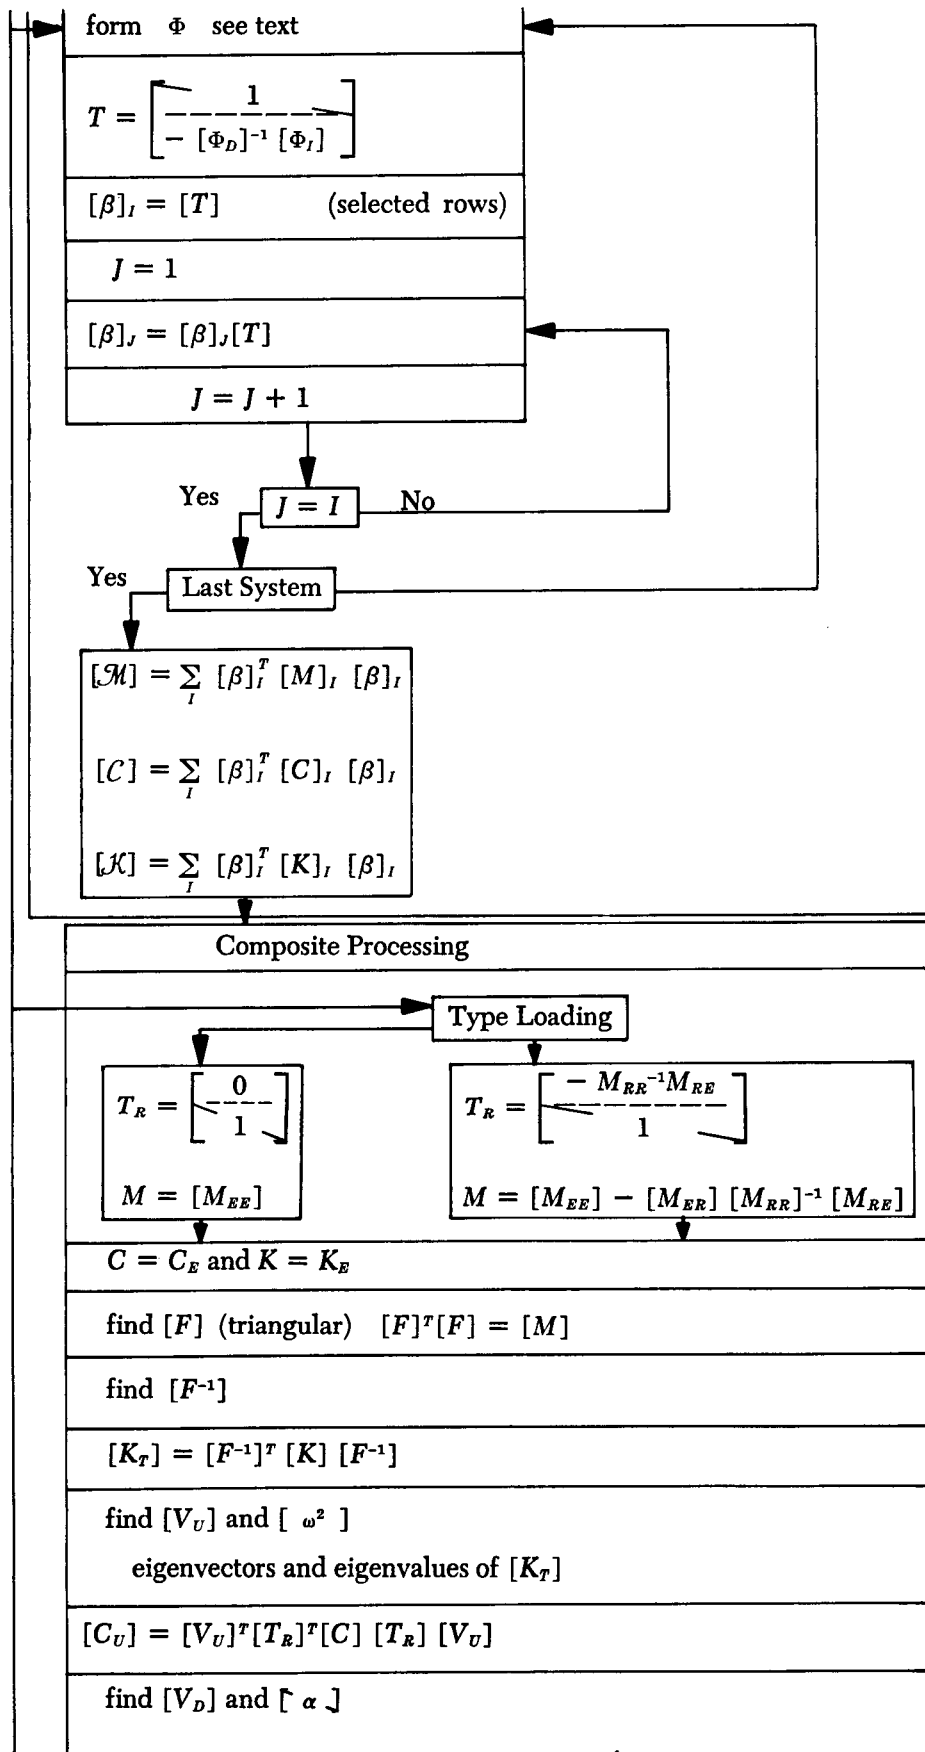 form Φ see text
T = [ 1 / - [Φ_D]⁻¹ [Φ_I] ]
[β]_I = [T] (selected rows)
J = 1
[β]_J = [β]_J[T]
J = J + 1
Yes J = I No
Yes Last System
[ℳ] = Σ_I [β]_I^T [M]_I [β]_I
[𝒞] = Σ_I [β]_I^T [C]_I [β]_I
[𝒦] = Σ_I [β]_I^T [K]_I [β]_I
Composite Processing
Type Loading
T_R = [ 0 / 1 ]
M = [M_EE]
T_R = [ - M_RR⁻¹M_RE / 1 ]
M = [M_EE] - [M_ER] [M_RR]⁻¹ [M_RE]
C = C_E and K = K_E
find [F] (triangular) [F]^T[F] = [M]
find [F⁻¹]
[K_T] = [F⁻¹]^T [K] [F⁻¹]
find [V_U] and [ ω² ]
eigenvectors and eigenvalues of [K_T]
[C_U] = [V_U]^T[T_R]^T[C] [T_R] [V_U]
find [V_D] and [ α ]